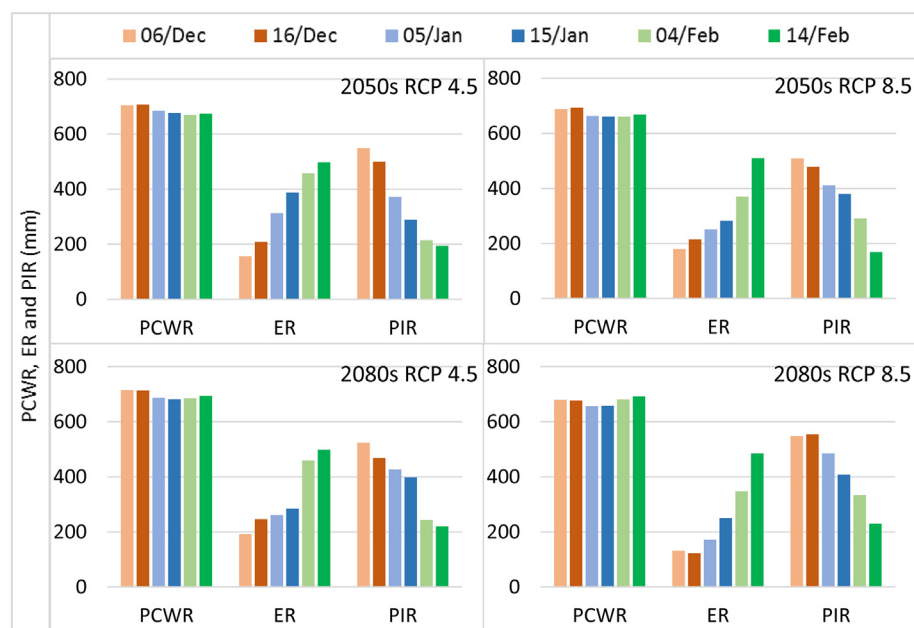 06/Dec 16/Dec 05/Jan 15/Jan 04/Feb 14/Feb
PCWR, ER and PIR (mm)
2050s RCP 4.5
800
600
400
200
0
PCWR ER PIR
2050s RCP 8.5
800
600
400
200
0
PCWR ER PIR
2080s RCP 4.5
800
600
400
200
0
PCWR ER PIR
2080s RCP 8.5
800
600
400
200
0
PCWR ER PIR